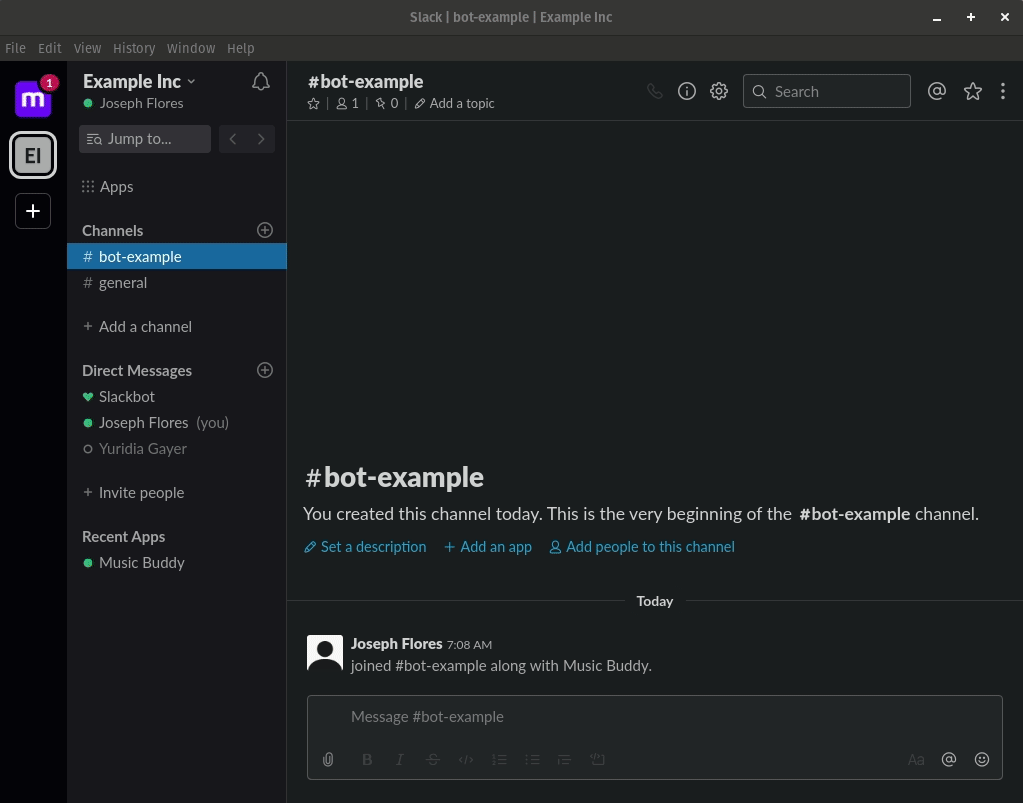 Slack | bot-example | Example Inc
File Edit View History Window Help
m 1
EI
Example Inc
Joseph Flores
Jump to...
Apps
Channels
# bot-example
# general
+ Add a channel
Direct Messages
Slackbot
Joseph Flores (you)
Yuridia Gayer
+ Invite people
Recent Apps
Music Buddy
#bot-example
| 1 | 0 | Add a topic
Search
#bot-example
You created this channel today. This is the very beginning of the #bot-example channel.
Set a description + Add an app Add people to this channel
Today
Joseph Flores 7:08 AM
joined #bot-example along with Music Buddy.
Message #bot-example
B I S </> Aa @